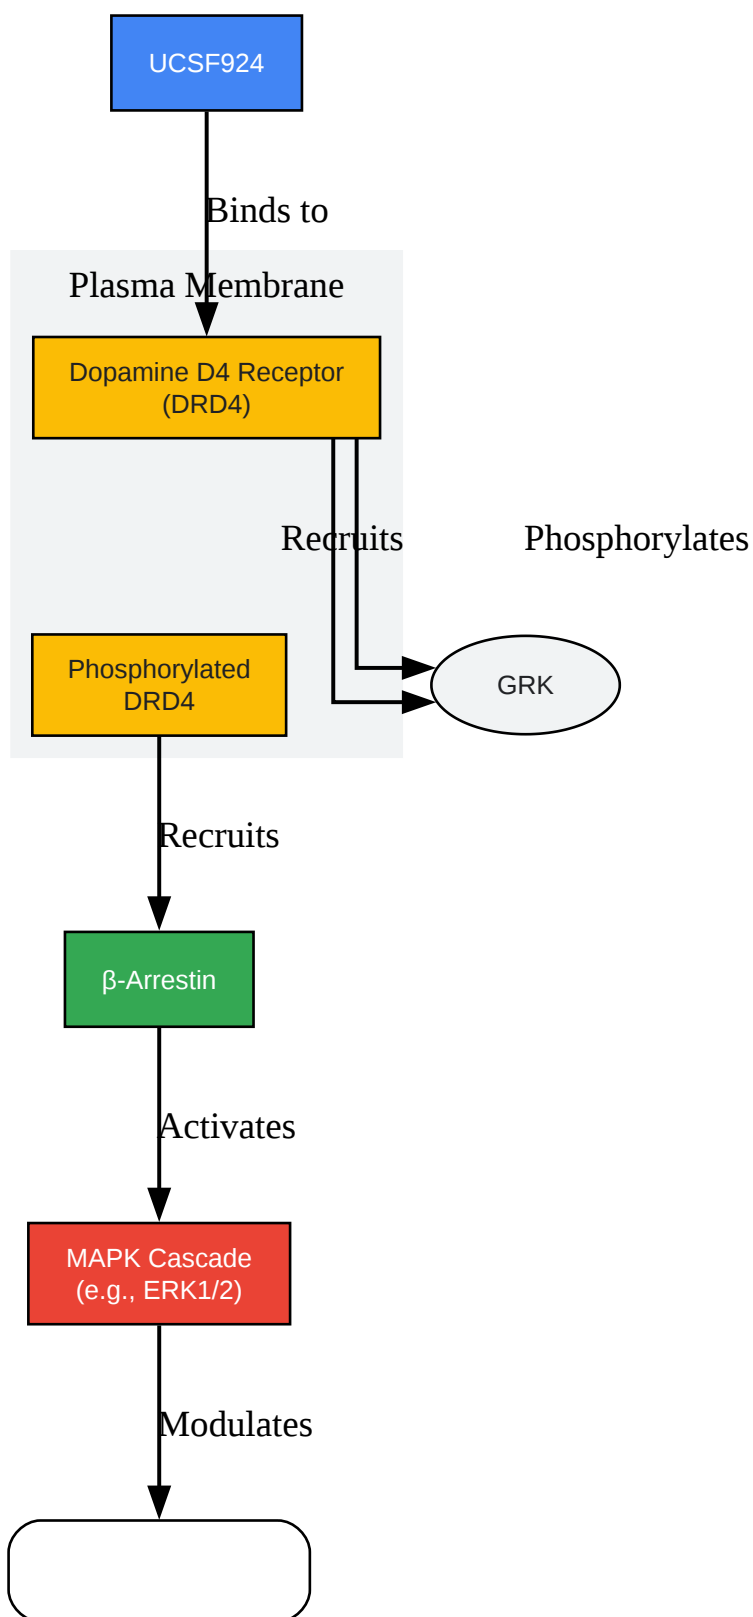 UCSF924
Binds to
Plasma Membrane
Dopamine D4 Receptor
(DRD4)
Recruits
Phosphorylates
Phosphorylated
DRD4
GRK
Recruits
β-Arrestin
Activates
MAPK Cascade
(e.g., ERK1/2)
Modulates